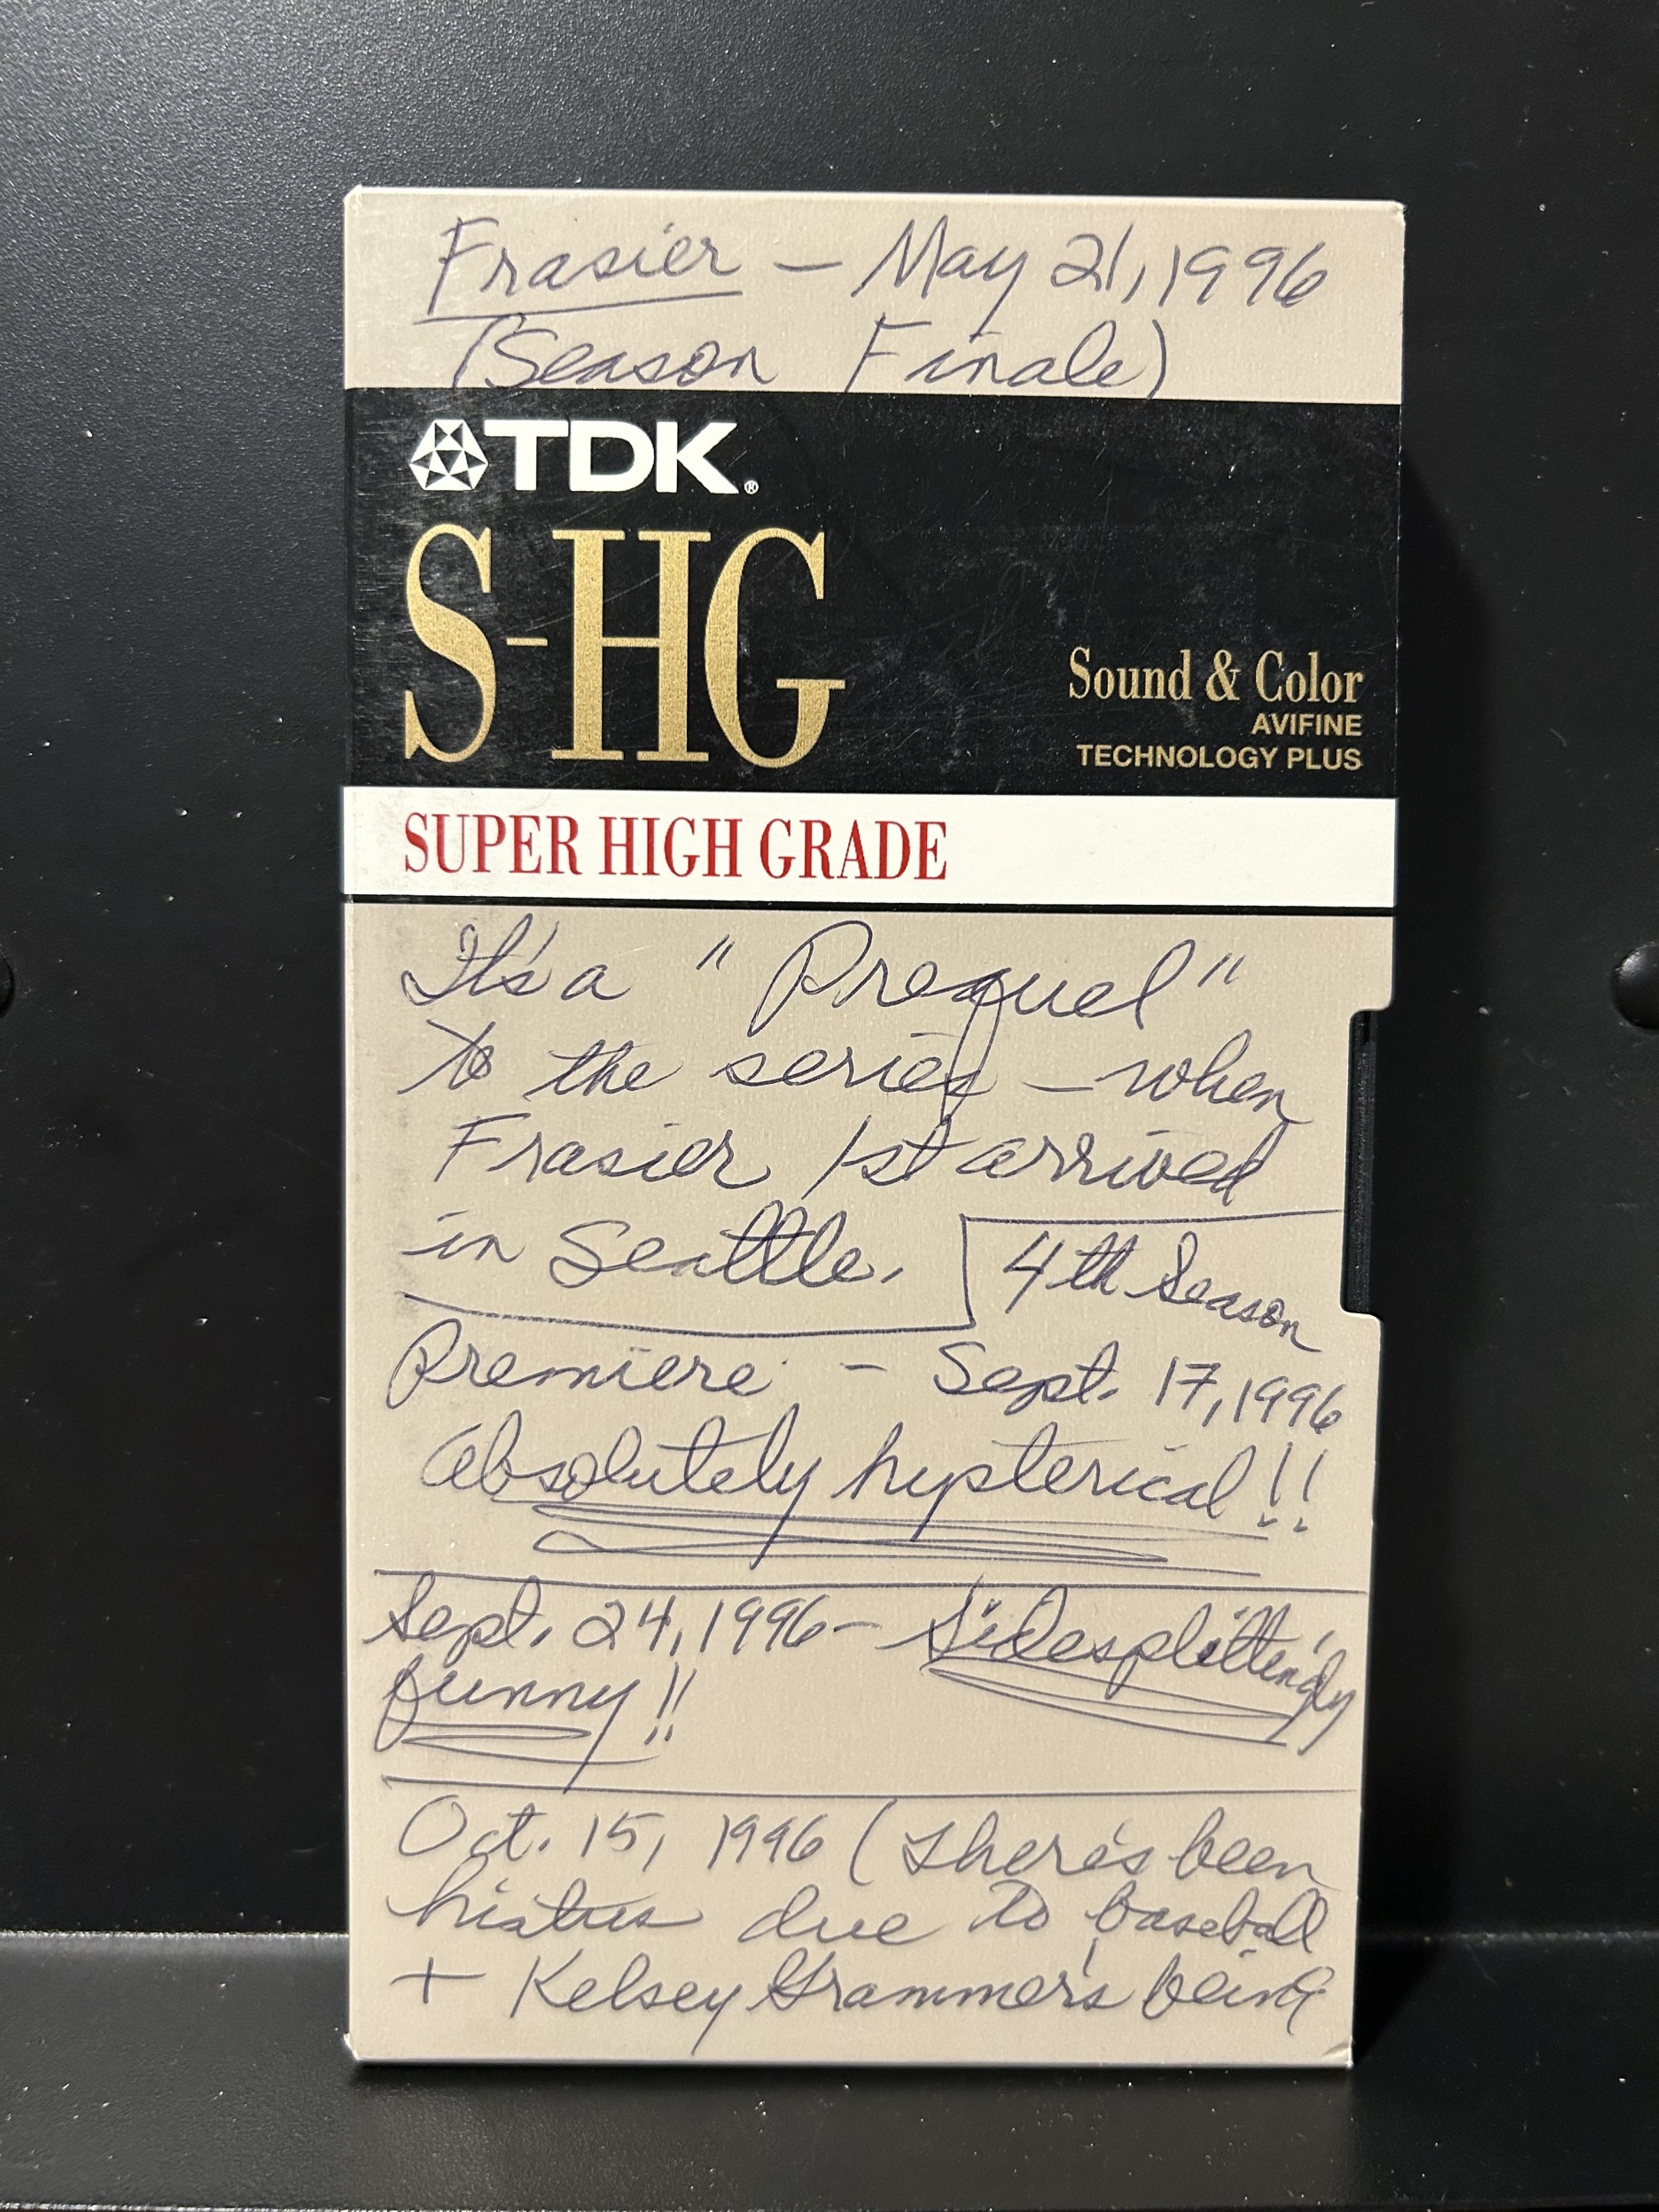 Frasier – May 21, 1996
(Season Finale)
TDK®
S-HG
Sound & Color
AVIFINE
TECHNOLOGY PLUS
SUPER HIGH GRADE
It's a "Prequel"
to the series – when
Frasier 1st arrived
in Seattle.
4th Season
Premiere – Sept. 17, 1996
Absolutely hysterical!!
Sept. 24, 1996 – Sidesplittingly
funny!!
Oct. 15, 1996 (There's been
hiatus due to baseball
+ Kelsey Grammer's being